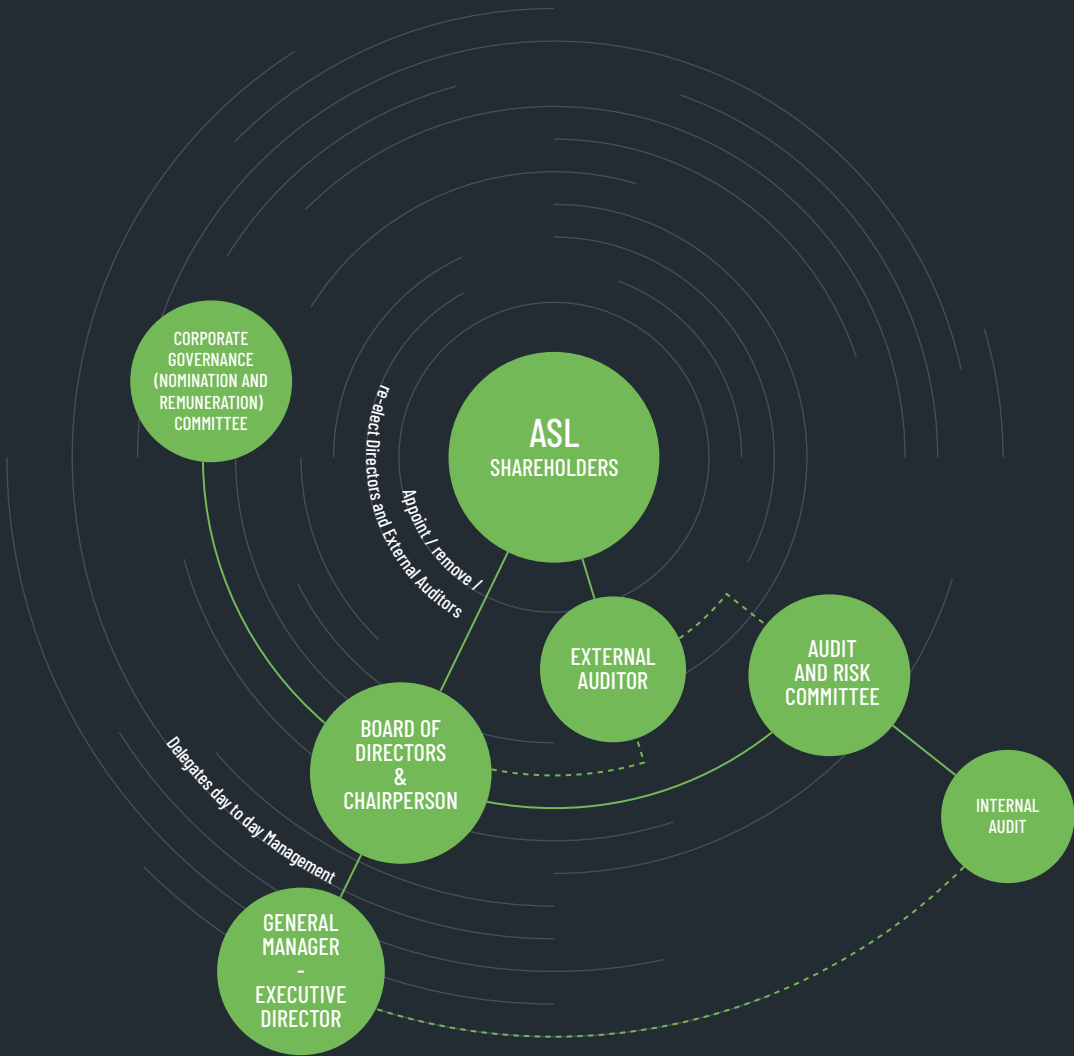 CORPORATE
GOVERNANCE
(NOMINATION AND
REMUNERATION)
COMMITTEE
ASL
SHAREHOLDERS
Appoint / remove /
re-elect Directors and External Auditors
EXTERNAL
AUDITOR
AUDIT
AND RISK
COMMITTEE
BOARD OF
DIRECTORS
&
CHAIRPERSON
INTERNAL
AUDIT
Delegates day to day Management
GENERAL
MANAGER
-
EXECUTIVE
DIRECTOR